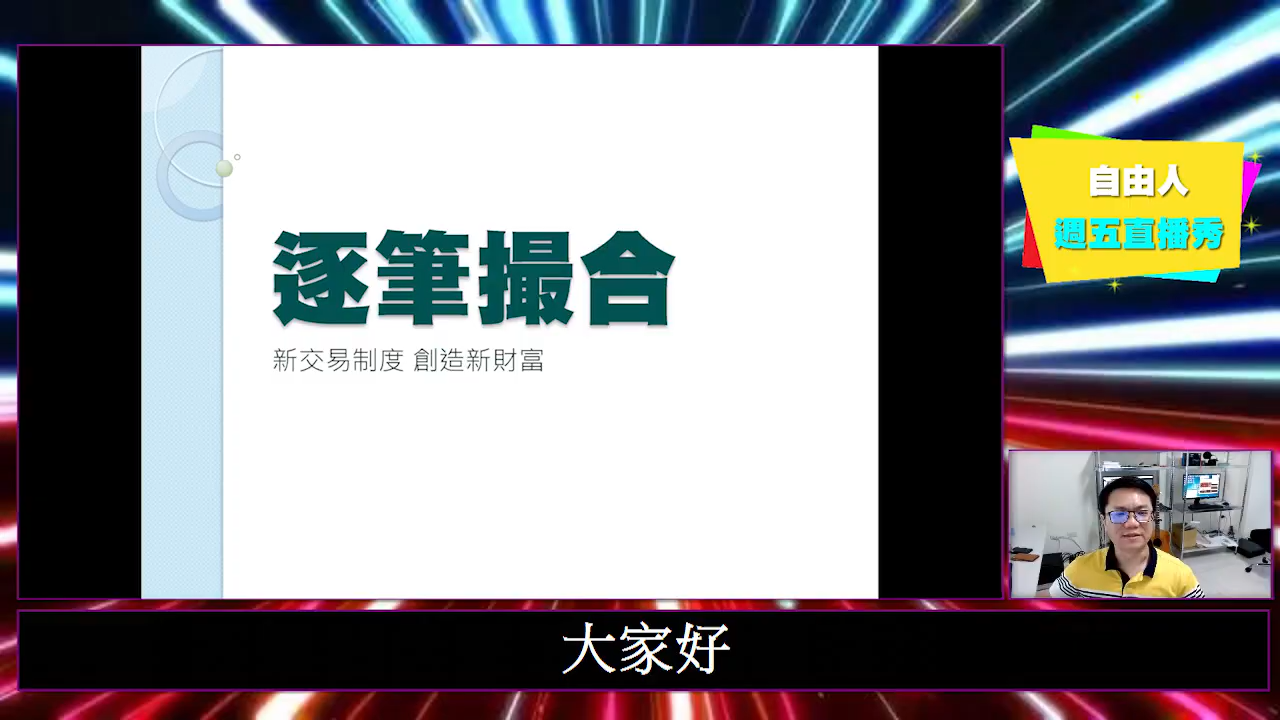 逐筆撮合
新交易制度 創造新財富
自由人
週五直播秀
大家好